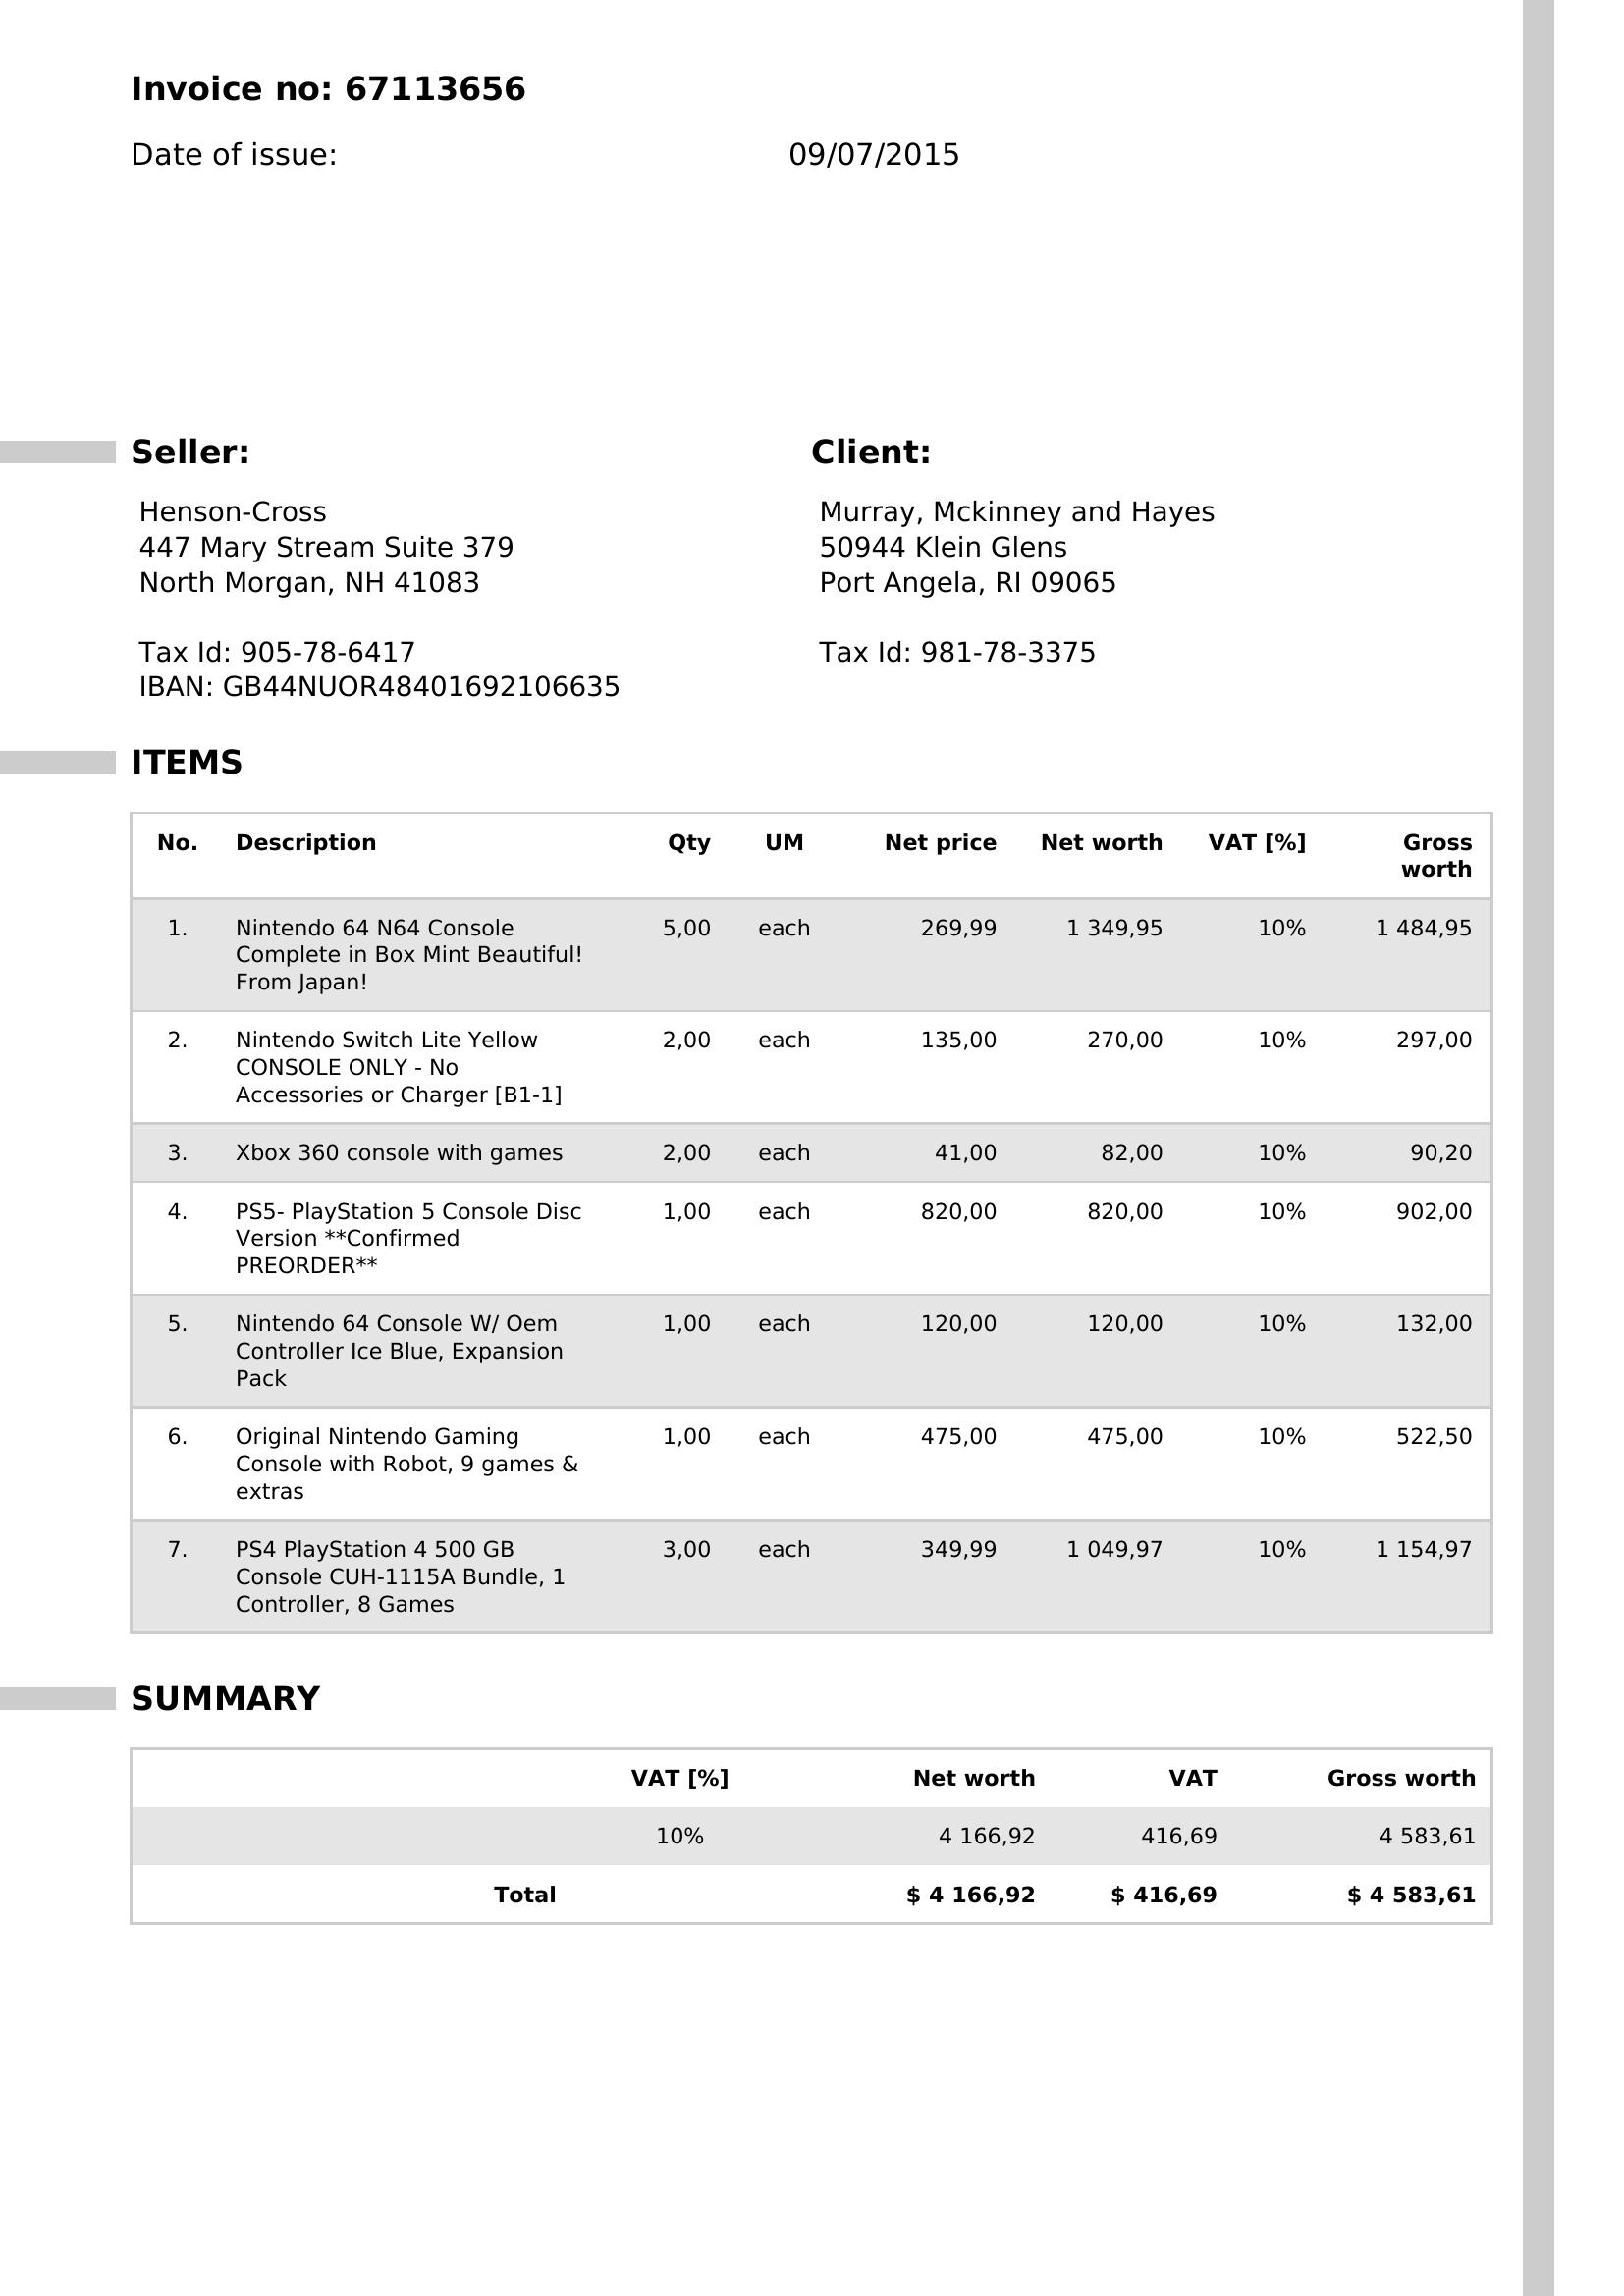 Invoice no: 67113656
Date of issue: 09/07/2015
Seller: Client:
Henson-Cross Murray, Mckinney and Hayes
447 Mary Stream Suite 379 50944 Klein Glens
North Morgan, NH 41083 Port Angela, RI 09065
Tax Id: 905-78-6417 Tax Id: 981-78-3375
IBAN: GB44NUOR48401692106635
ITEMS
No. Description Qty UM Net price Net worth VAT [%] Gross
worth
1. Nintendo 64 N64 Console 5,00 each 269,99 1 349,95 10% 1 484,95
Complete in Box Mint Beautiful!
From Japan!
2. Nintendo Switch Lite Yellow 2,00 each 135,00 270,00 10% 297,00
CONSOLE ONLY - No
Accessories or Charger [B1-1]
3. Xbox 360 console with games 2,00 each 41,00 82,00 10% 90,20
4. PS5- PlayStation 5 Console Disc 1,00 each 820,00 820,00 10% 902,00
Version **Confirmed
PREORDER**
5. Nintendo 64 Console W/ Oem 1,00 each 120,00 120,00 10% 132,00
Controller Ice Blue, Expansion
Pack
6. Original Nintendo Gaming 1,00 each 475,00 475,00 10% 522,50
Console with Robot, 9 games &
extras
7. PS4 PlayStation 4 500 GB 3,00 each 349,99 1 049,97 10% 1 154,97
Console CUH-1115A Bundle, 1
Controller, 8 Games
SUMMARY
VAT [%] Net worth VAT Gross worth
10% 4 166,92 416,69 4 583,61
Total $ 4 166,92 $ 416,69 $ 4 583,61